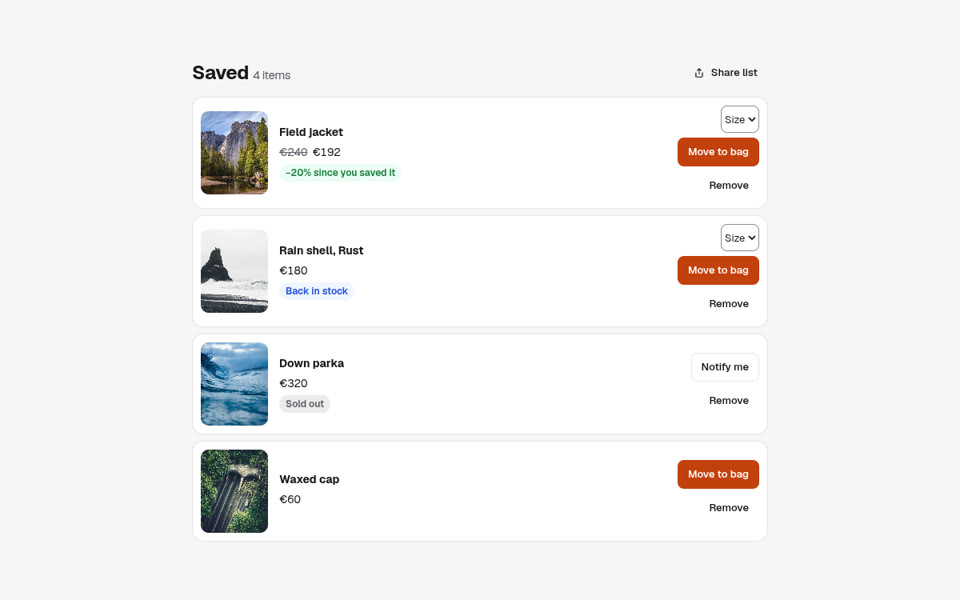 Saved 4 items
Share list
Field jacket
€240 €192
−20% since you saved it
Size
Move to bag
Remove
Rain shell, Rust
€180
Back in stock
Size
Move to bag
Remove
Down parka
€320
Sold out
Notify me
Remove
Waxed cap
€60
Move to bag
Remove